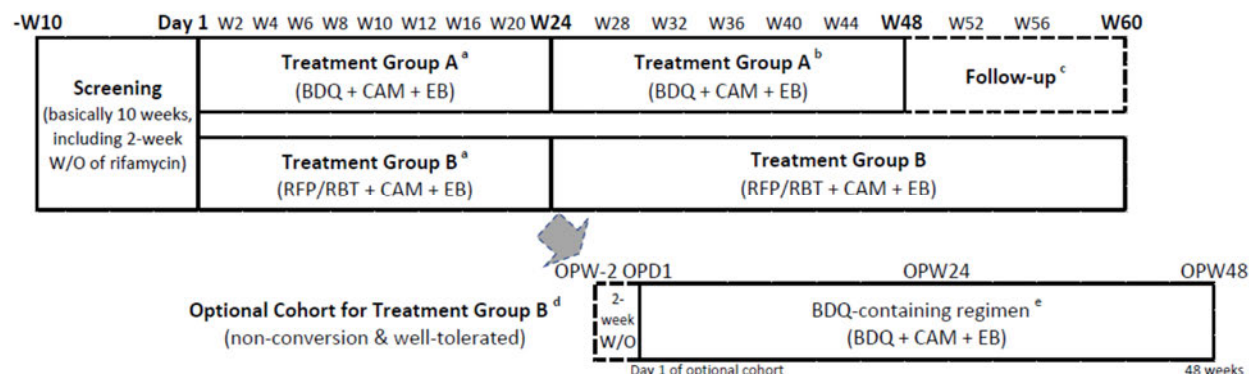 -W10 Day 1 W2 W4 W6 W8 W10 W12 W16 W20 W24 W28 W32 W36 W40 W44 W48 W52 W56 W60
Screening
(basically 10 weeks,
including 2-week
W/O of rifamycin)
Treatment Group A a
(BDQ + CAM + EB)
Treatment Group A b
(BDQ + CAM + EB)
Follow-up c
Treatment Group B a
(RFP/RBT + CAM + EB)
Treatment Group B
(RFP/RBT + CAM + EB)
OPW-2 OPD1 OPW24 OPW48
Optional Cohort for Treatment Group B d
(non-conversion & well-tolerated)
2-
week
W/O
BDQ-containing regimen e
(BDQ + CAM + EB)
Day 1 of optional cohort 48 weeks